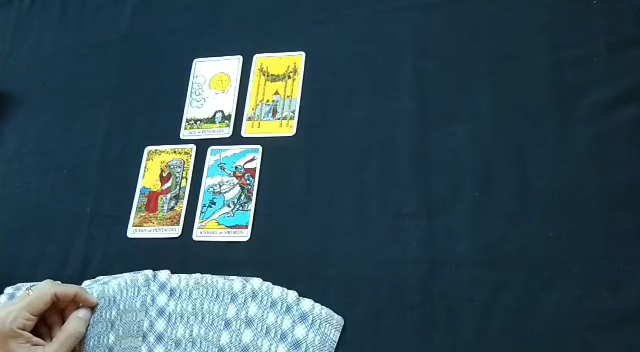 ACE of PENTACLES
QUEEN of PENTACLES
KNIGHT of SWORDS